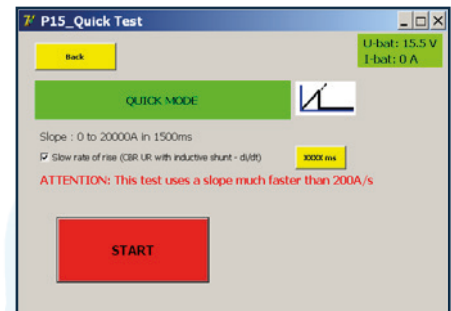 P15_Quick Test
U-bat: 15.5 V
I-bat: 0 A
Back
QUICK MODE
Slope : 0 to 20000A in 1500ms
Slow rate of rise (CBR UR with inductive shunt - di/dt)
XXXX ms
ATTENTION: This test uses a slope much faster than 200A/s
START